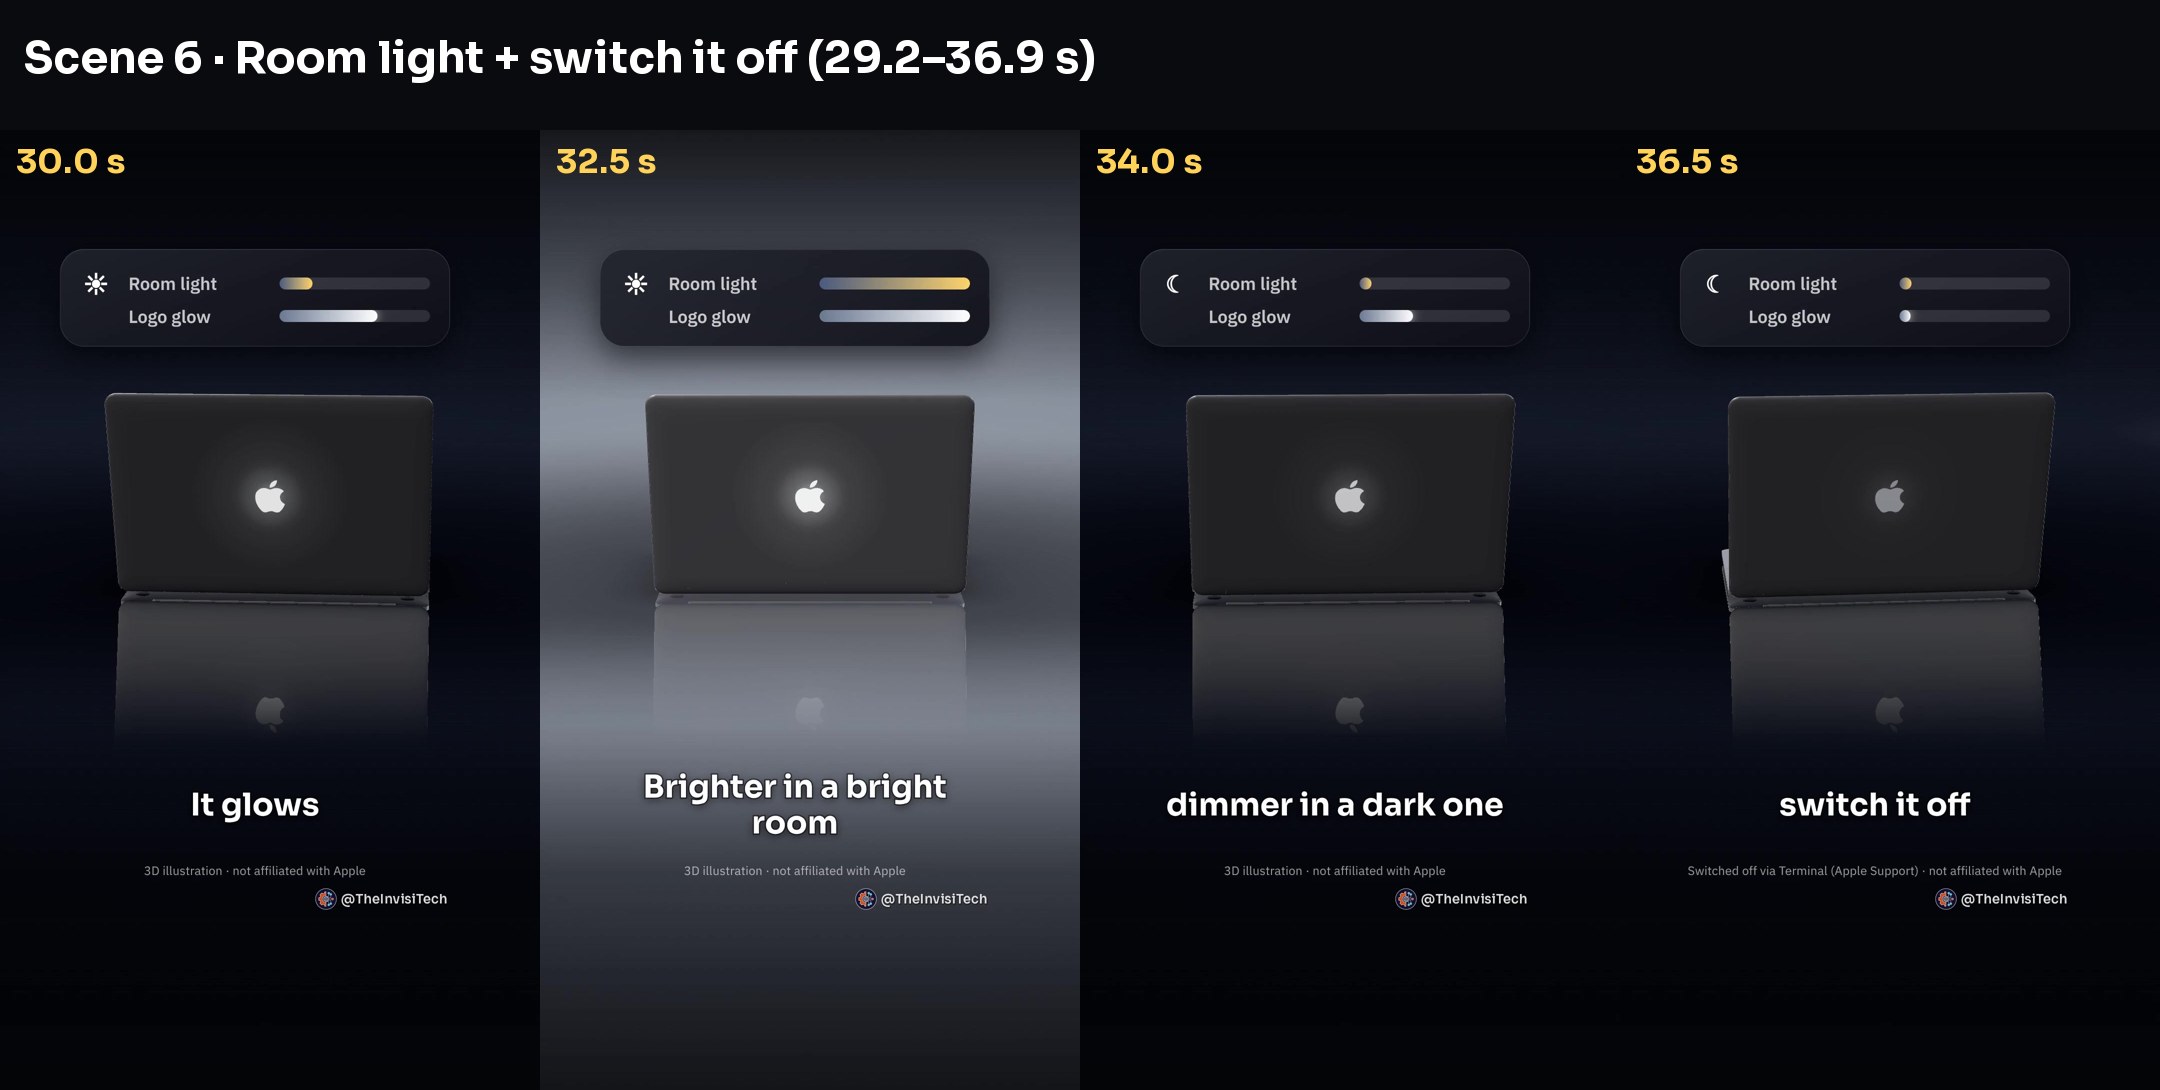 Scene 6 · Room light + switch it off (29.2–36.9 s)
30.0 s
Room light
Logo glow
It glows
3D illustration · not affiliated with Apple
@TheInvisiTech
32.5 s
Room light
Logo glow
Brighter in a bright
room
3D illustration · not affiliated with Apple
@TheInvisiTech
34.0 s
Room light
Logo glow
dimmer in a dark one
3D illustration · not affiliated with Apple
@TheInvisiTech
36.5 s
Room light
Logo glow
switch it off
Switched off via Terminal (Apple Support) · not affiliated with Apple
@TheInvisiTech